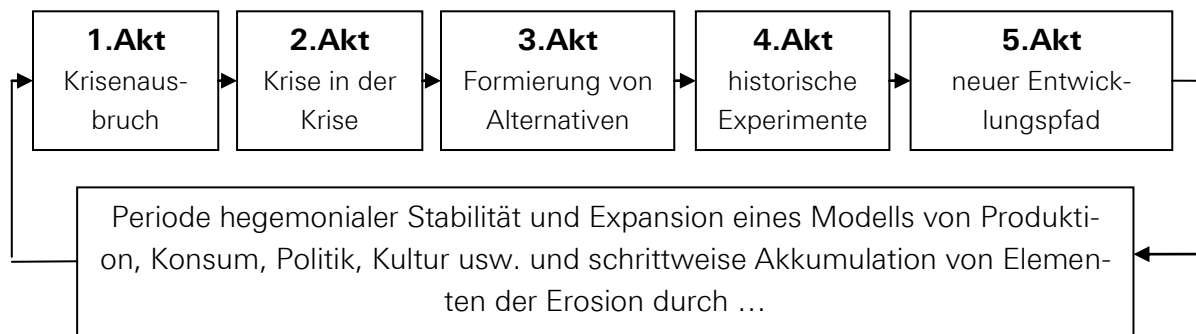 1.Akt
Krisenaus-
bruch
2.Akt
Krise in der
Krise
3.Akt
Formierung von
Alternativen
4.Akt
historische
Experimente
5.Akt
neuer Entwick-
lungspfad
Periode hegemonialer Stabilität und Expansion eines Modells von Produkti-
on, Konsum, Politik, Kultur usw. und schrittweise Akkumulation von Elemen-
ten der Erosion durch …